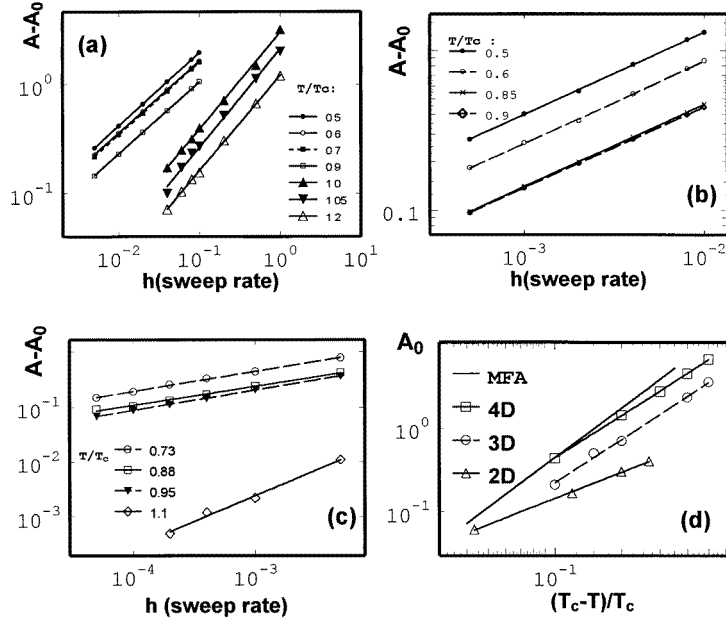 (a)
A-A0
10^0
10^-1
T/Tc:
05
06
07
09
10
105
12
10^-2 10^-1 10^0 10^1
h(sweep rate)
(b)
A-A0
0.1
T/Tc :
0.5
0.6
0.85
0.9
10^-3 10^-2
h(sweep rate)
(c)
A-A0
10^-1
10^-2
10^-3
T/Tc
0.73
0.88
0.95
1.1
10^-4 10^-3
h (sweep rate)
(d)
A0
10^0
10^-1
MFA
4D
3D
2D
10^-1
(Tc-T)/Tc